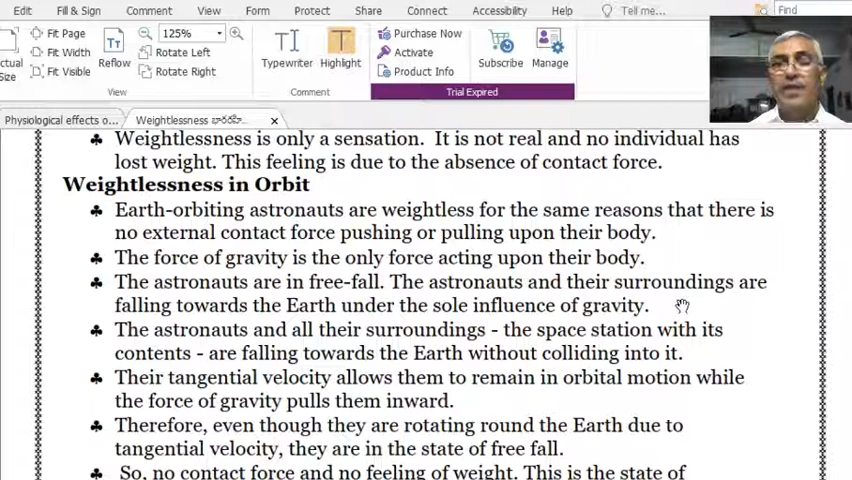 Edit Fill & Sign Comment View Form Protect Share Connect Accessibility Help Tell me... Find
Fit Page 125% Purchase Now
Fit Width Rotate Left Activate
Size Reflow Typewriter Highlight Subscribe Manage
Fit Visible Rotate Right Product Info
View Comment Trial Expired
Physiological effects o... Weightlessness భారరహి...
Weightlessness is only a sensation. It is not real and no individual has
lost weight. This feeling is due to the absence of contact force.
Weightlessness in Orbit
Earth-orbiting astronauts are weightless for the same reasons that there is
no external contact force pushing or pulling upon their body.
The force of gravity is the only force acting upon their body.
The astronauts are in free-fall. The astronauts and their surroundings are
falling towards the Earth under the sole influence of gravity.
The astronauts and all their surroundings - the space station with its
contents - are falling towards the Earth without colliding into it.
Their tangential velocity allows them to remain in orbital motion while
the force of gravity pulls them inward.
Therefore, even though they are rotating round the Earth due to
tangential velocity, they are in the state of free fall.
So, no contact force and no feeling of weight. This is the state of